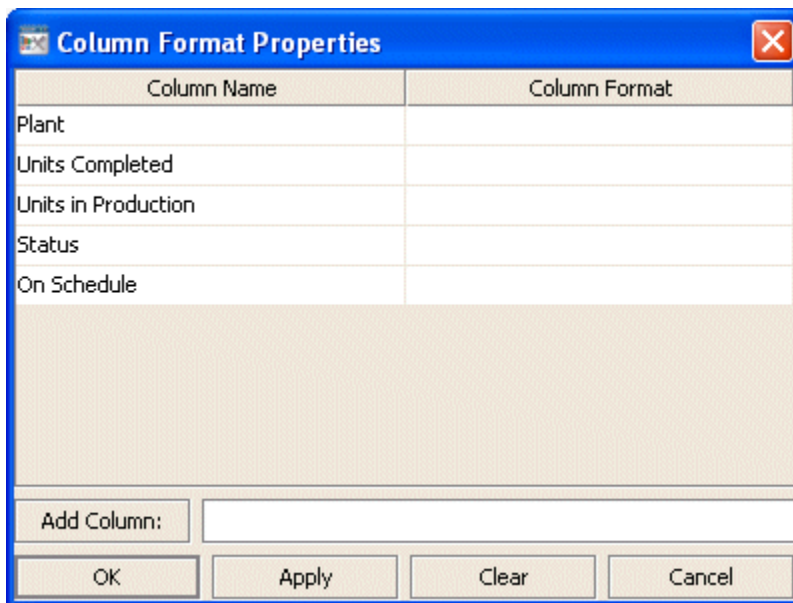 Column Format Properties
Column Name Column Format
Plant
Units Completed
Units in Production
Status
On Schedule
Add Column:
OK Apply Clear Cancel